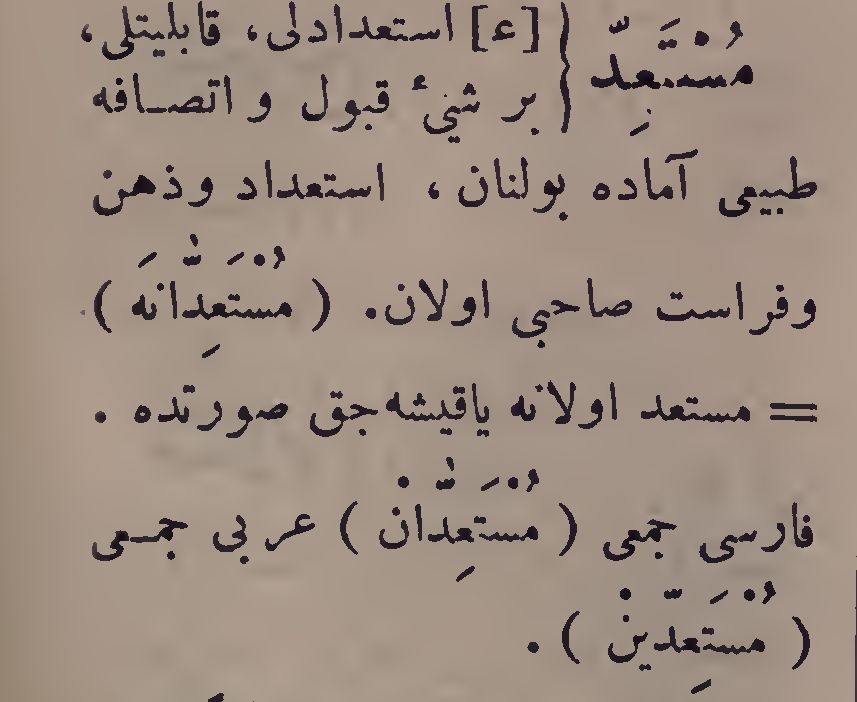 مُسْتَعِدّ { [ع] استعدادلی، قابلیتلی،
بر شیٔ قبول و اتصافه
طبیعی آماده بولنان، استعداد وذهن
وفراست صاحبی اولان. (مُسْتَعِدَّانَه)
= مستعد اولانه یاقیشه‌جق صورتده.
فارسی جمعی (مُسْتَعِدَّانْ) عربی جمعی
(مُسْتَعِدِّینْ).